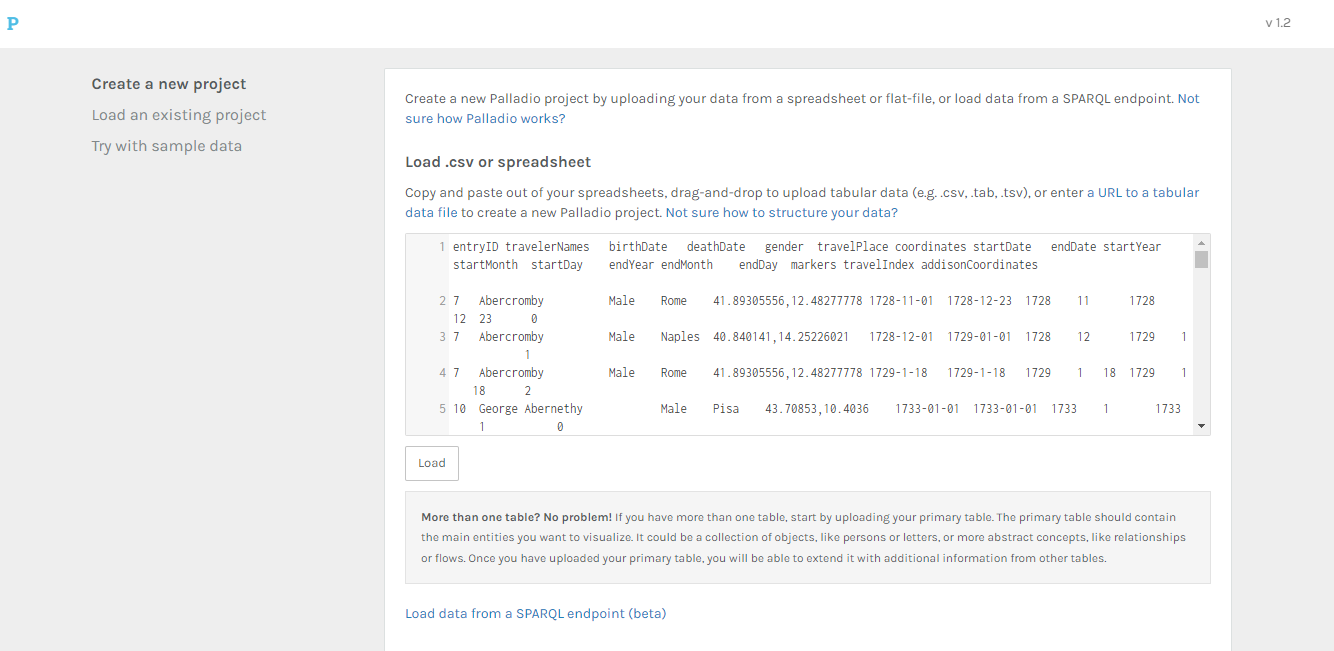 P
v 1.2
Create a new project
Load an existing project
Try with sample data
Create a new Palladio project by uploading your data from a spreadsheet or flat-file, or load data from a SPARQL endpoint. Not
sure how Palladio works?
Load .csv or spreadsheet
Copy and paste out of your spreadsheets, drag-and-drop to upload tabular data (e.g. .csv, .tab, .tsv), or enter a URL to a tabular
data file to create a new Palladio project. Not sure how to structure your data?
1 entryID travelerNames birthDate deathDate gender travelPlace coordinates startDate endDate startYear
startMonth startDay endYear endMonth endDay markers travelIndex addisonCoordinates
2 7 Abercromby Male Rome 41.89305556,12.48277778 1728-11-01 1728-12-23 1728 11 1728
12 23 0
3 7 Abercromby Male Naples 40.840141,14.25226021 1728-12-01 1729-01-01 1728 12 1729 1
1
4 7 Abercromby Male Rome 41.89305556,12.48277778 1729-1-18 1729-1-18 1729 1 18 1729 1
18 2
5 10 George Abernethy Male Pisa 43.70853,10.4036 1733-01-01 1733-01-01 1733 1 1733
1 0
Load
More than one table? No problem! If you have more than one table, start by uploading your primary table. The primary table should contain
the main entities you want to visualize. It could be a collection of objects, like persons or letters, or more abstract concepts, like relationships
or flows. Once you have uploaded your primary table, you will be able to extend it with additional information from other tables.
Load data from a SPARQL endpoint (beta)